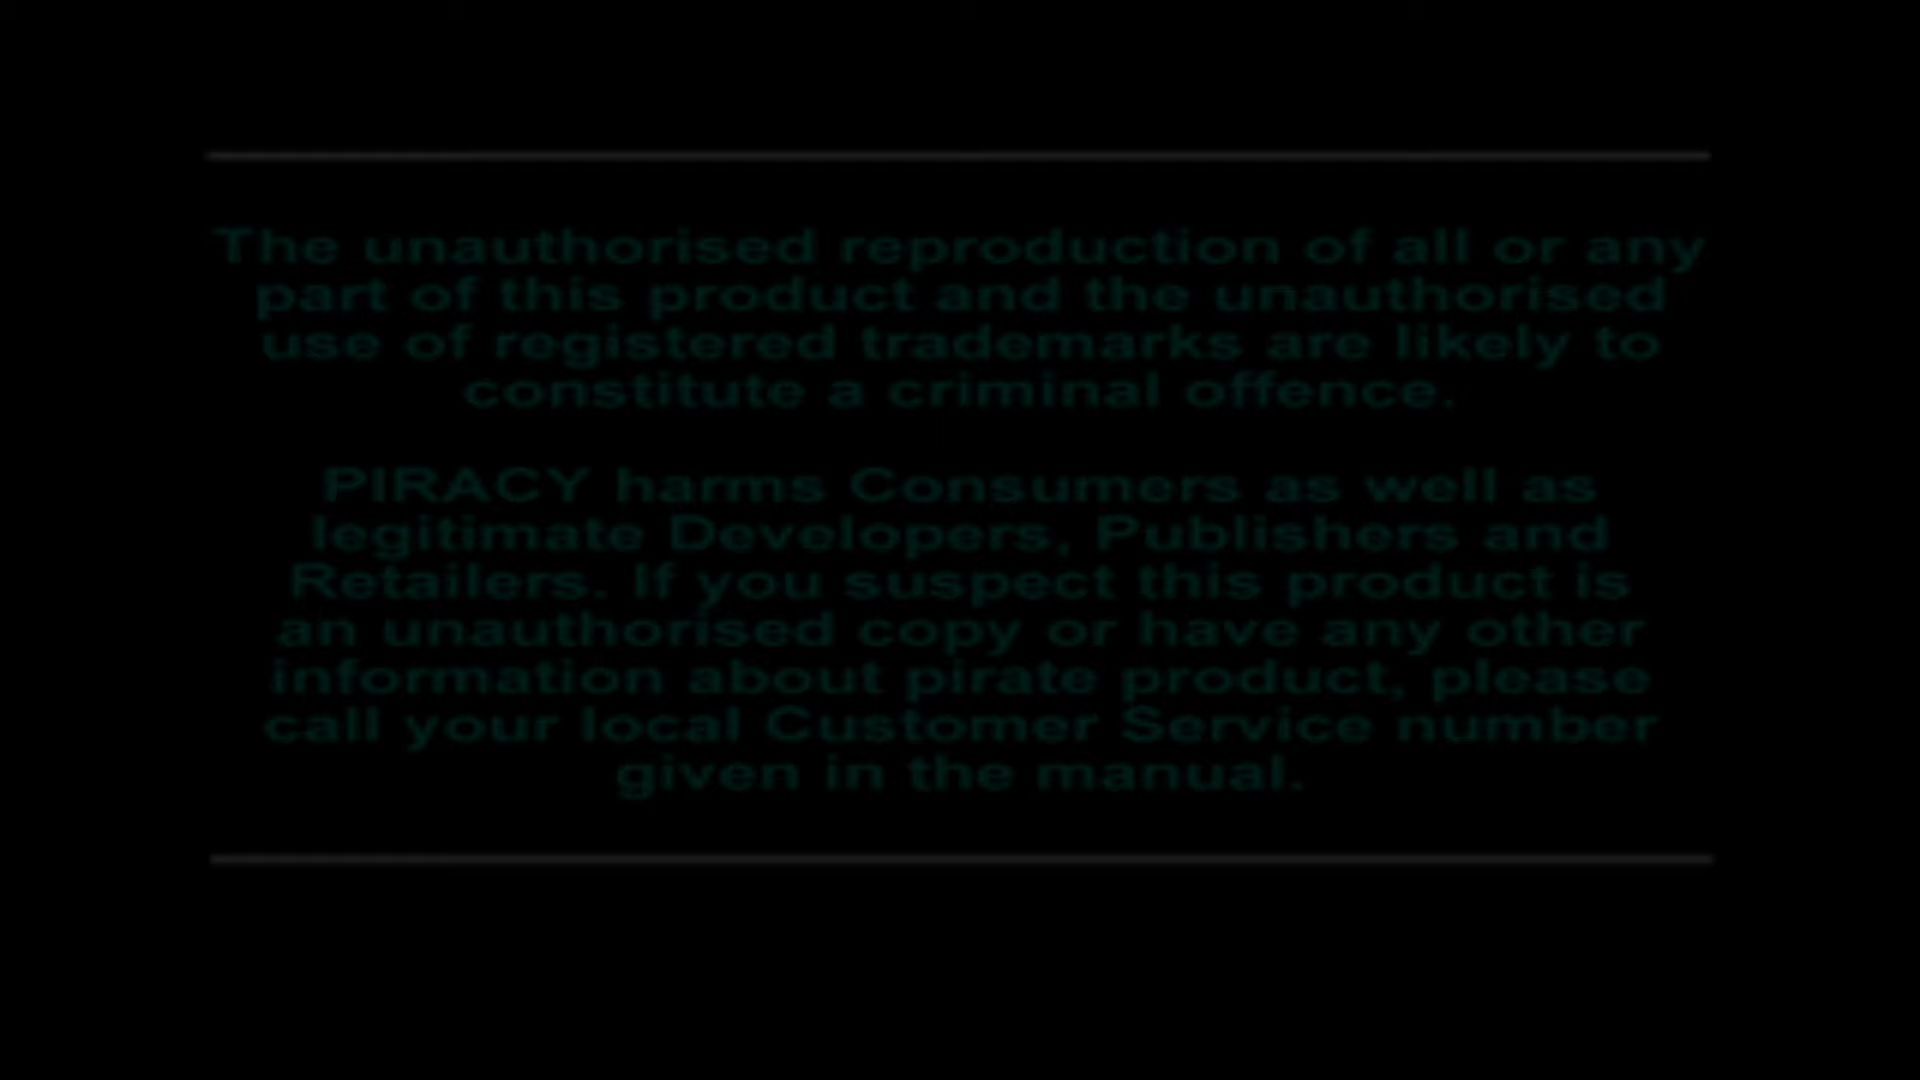 The unauthorised reproduction of all or any
part of this product and the unauthorised
use of registered trademarks are likely to
constitute a criminal offence.
PIRACY harms Consumers as well as
legitimate Developers, Publishers and
Retailers. If you suspect this product is
an unauthorised copy or have any other
information about pirate product, please
call your local Customer Service number
given in the manual.